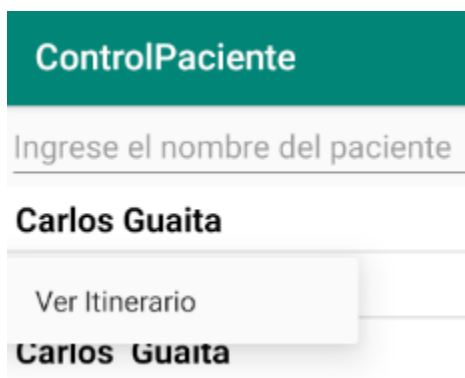 ControlPaciente
Ingrese el nombre del paciente
Carlos Guaita
Ver Itinerario
Carlos Guaita